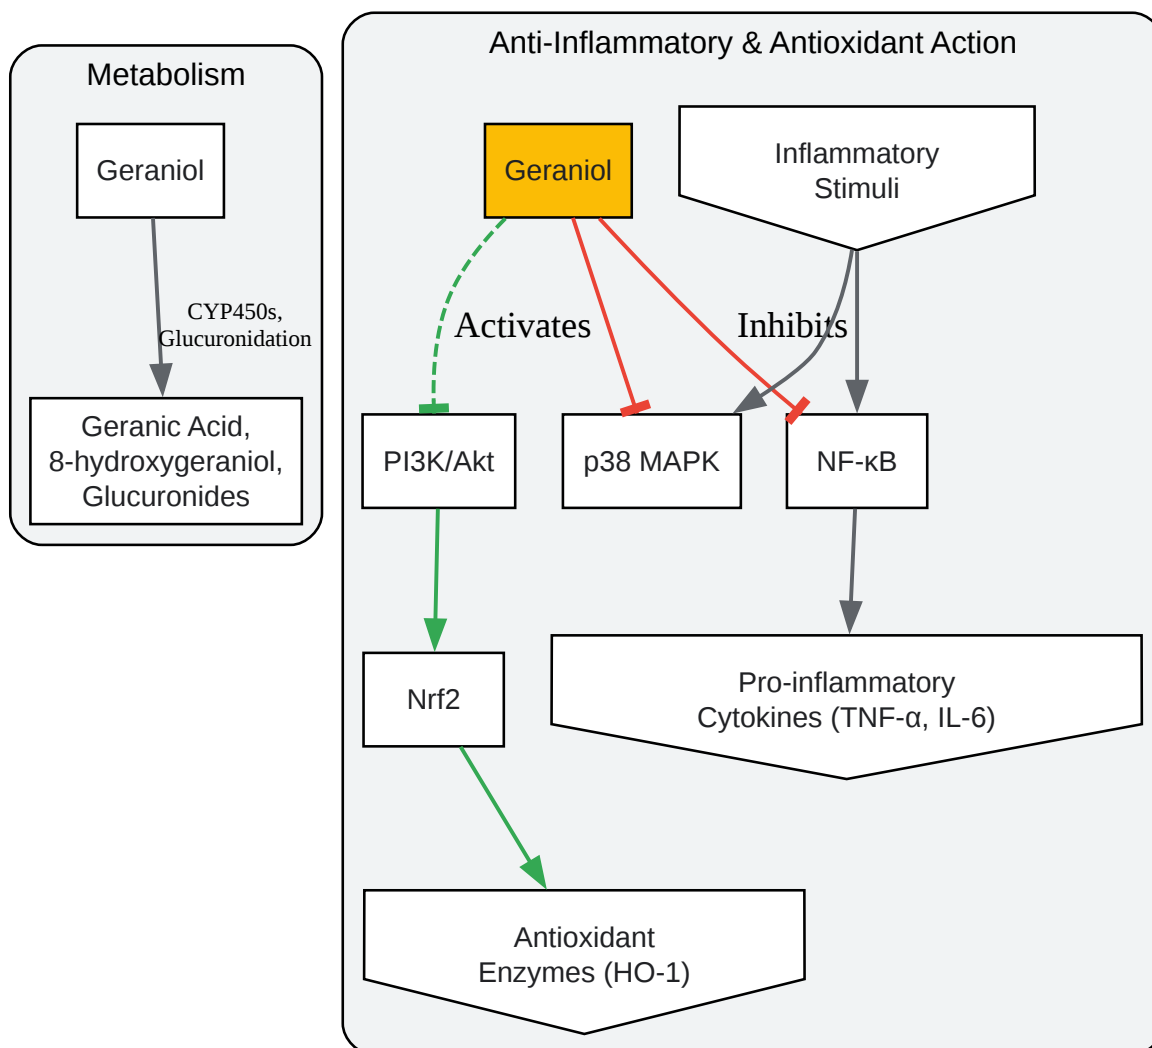 Metabolism
Geraniol
CYP450s,
Glucuronidation
Geranic Acid,
8-hydroxygeraniol,
Glucuronides
Anti-Inflammatory & Antioxidant Action
Geraniol
Inflammatory
Stimuli
Activates
Inhibits
PI3K/Akt
p38 MAPK
NF-κB
Nrf2
Pro-inflammatory
Cytokines (TNF-α, IL-6)
Antioxidant
Enzymes (HO-1)